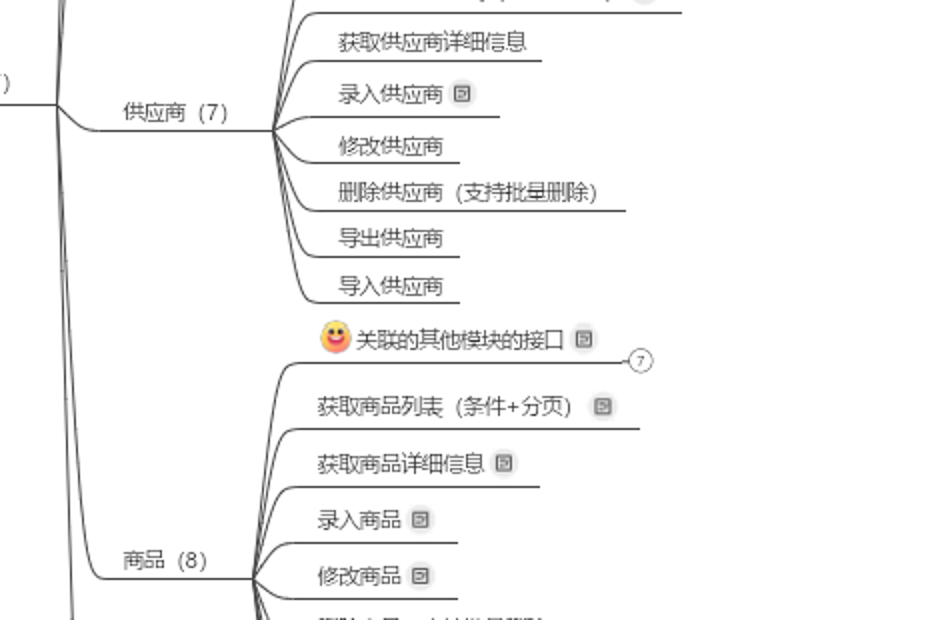 获取供应商详细信息
录入供应商
供应商（7）
修改供应商
删除供应商（支持批量删除）
导出供应商
导入供应商
关联的其他模块的接口
7
获取商品列表（条件+分页）
获取商品详细信息
录入商品
商品（8）
修改商品